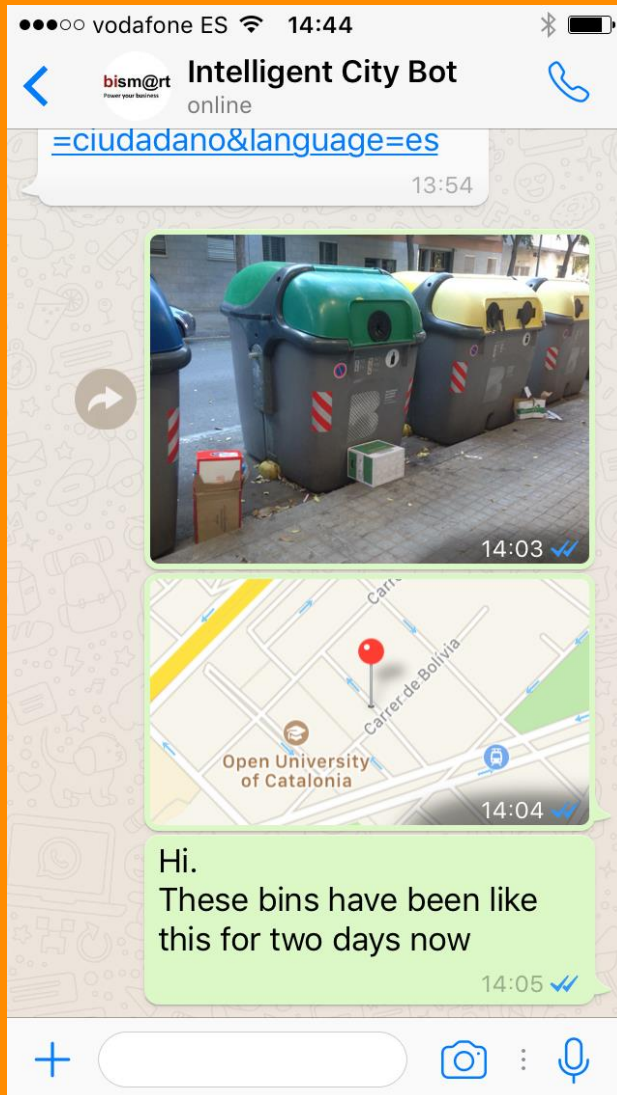 vodafone ES 14:44
bism@rt
Power your business
Intelligent City Bot
online
=ciudadano&language=es
13:54
B
14:03
Carre
Carrer de Bolívia
Open University
of Catalonia
14:04
Hi.
These bins have been like
this for two days now
14:05